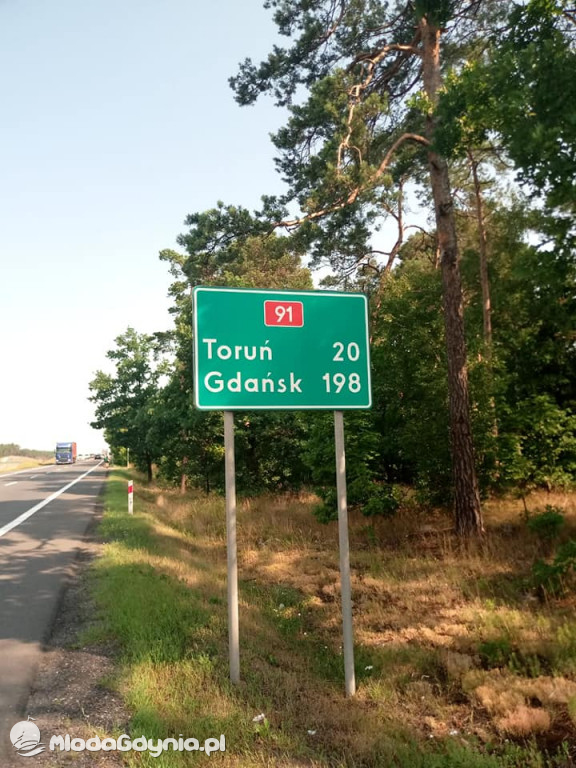 91
Toruń 20
Gdańsk 198
MlodaGdynia.pl